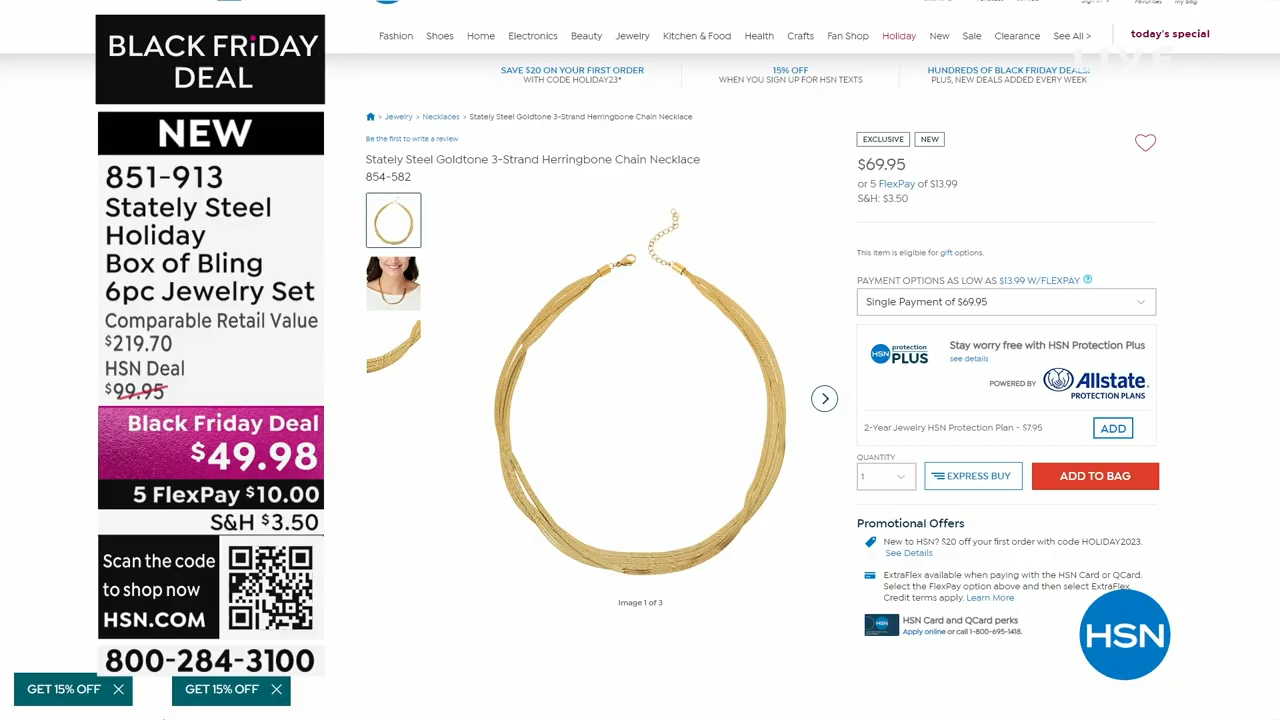 BLACK FRiDAY
DEAL
NEW
851-913
Stately Steel
Holiday
Box of Bling
6pc Jewelry Set
Comparable Retail Value
$219.70
HSN Deal
$99.95
Black Friday Deal
$49.98
5 FlexPay $10.00
S&H $3.50
Scan the code
to shop now
HSN.COM
800-284-3100
GET 15% OFF
GET 15% OFF
Fashion Shoes Home Electronics Beauty Jewelry Kitchen & Food Health Crafts Fan Shop Holiday New Sale Clearance See All > today's special
LIVE
SAVE $20 ON YOUR FIRST ORDER
WITH CODE HOLIDAY23*
15% OFF
WHEN YOU SIGN UP FOR HSN TEXTS
HUNDREDS OF BLACK FRIDAY DEALS!
PLUS, NEW DEALS ADDED EVERY WEEK
> Jewelry > Necklaces > Stately Steel Goldtone 3-Strand Herringbone Chain Necklace
Be the first to write a review
Stately Steel Goldtone 3-Strand Herringbone Chain Necklace
854-582
Image 1 of 3
EXCLUSIVE NEW
$69.95
or 5 FlexPay of $13.99
S&H: $3.50
This item is eligible for gift options.
PAYMENT OPTIONS AS LOW AS $13.99 W/FLEXPAY ?
Single Payment of $69.95
HSN protection PLUS
Stay worry free with HSN Protection Plus
see details
POWERED BY Allstate
PROTECTION PLANS
2-Year Jewelry HSN Protection Plan - $7.95 ADD
QUANTITY
1 EXPRESS BUY ADD TO BAG
Promotional Offers
New to HSN? $20 off your first order with code HOLIDAY2023.
See Details
ExtraFlex available when paying with the HSN Card or QCard.
Select the FlexPay option above and then select ExtraFlex.
Credit terms apply. Learn More
HSN
HSN Card and QCard perks
Apply online or call 1-800-695-1418.
HSN